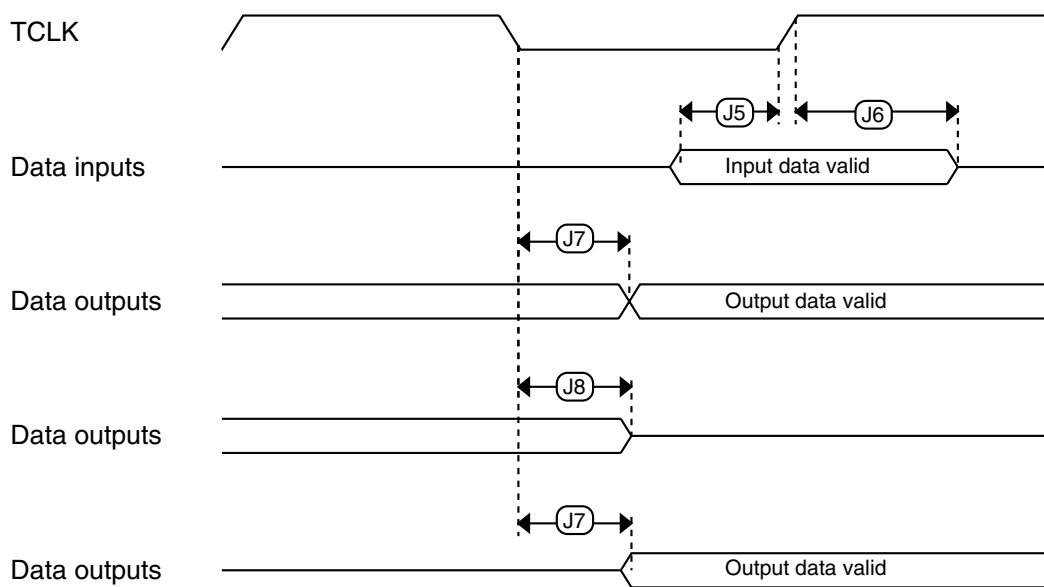 TCLK
J5
J6
Data inputs
Input data valid
J7
Data outputs
Output data valid
J8
Data outputs
J7
Data outputs
Output data valid